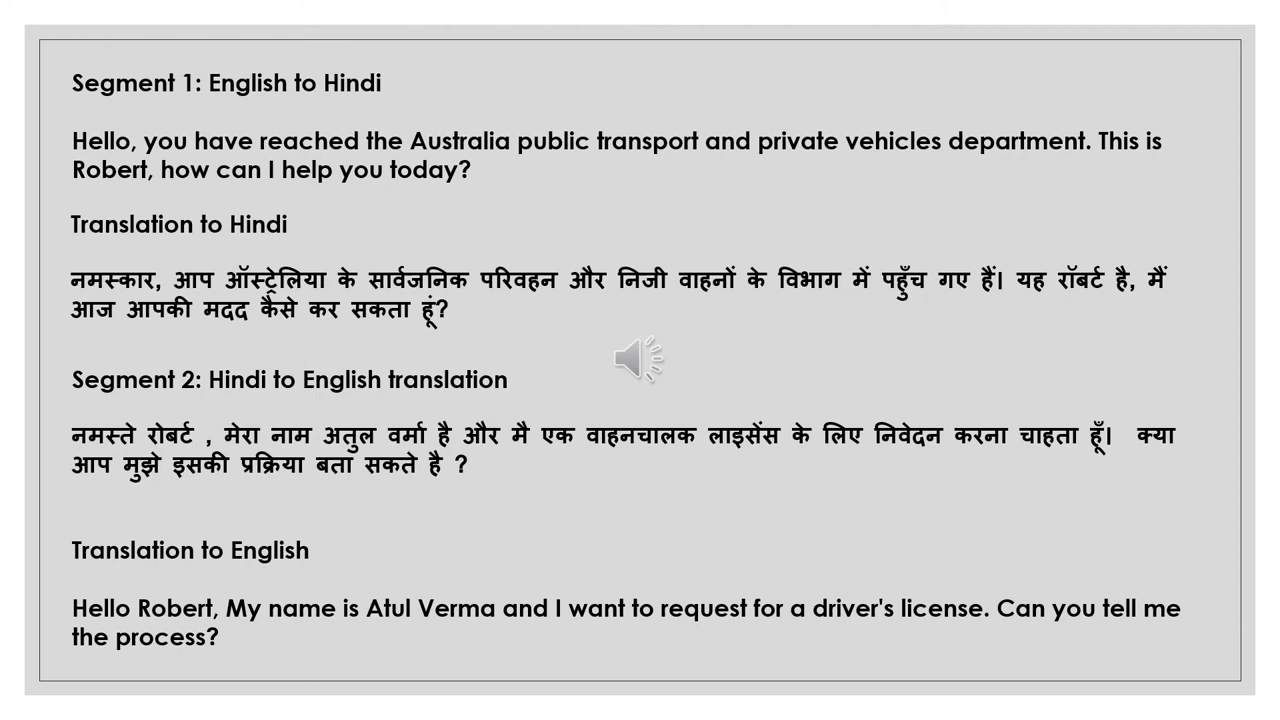 Segment 1: English to Hindi
Hello, you have reached the Australia public transport and private vehicles department. This is
Robert, how can I help you today?
Translation to Hindi
नमस्कार, आप ऑस्ट्रेलिया के सार्वजनिक परिवहन और निजी वाहनों के विभाग में पहुँच गए हैं। यह रॉबर्ट है, मैं
आज आपकी मदद कैसे कर सकता हूं?
Segment 2: Hindi to English translation
नमस्ते रोबर्ट , मेरा नाम अतुल वर्मा है और मै एक वाहनचालक लाइसेंस के लिए निवेदन करना चाहता हूँ। क्या
आप मुझे इसकी प्रक्रिया बता सकते है ?
Translation to English
Hello Robert, My name is Atul Verma and I want to request for a driver's license. Can you tell me
the process?